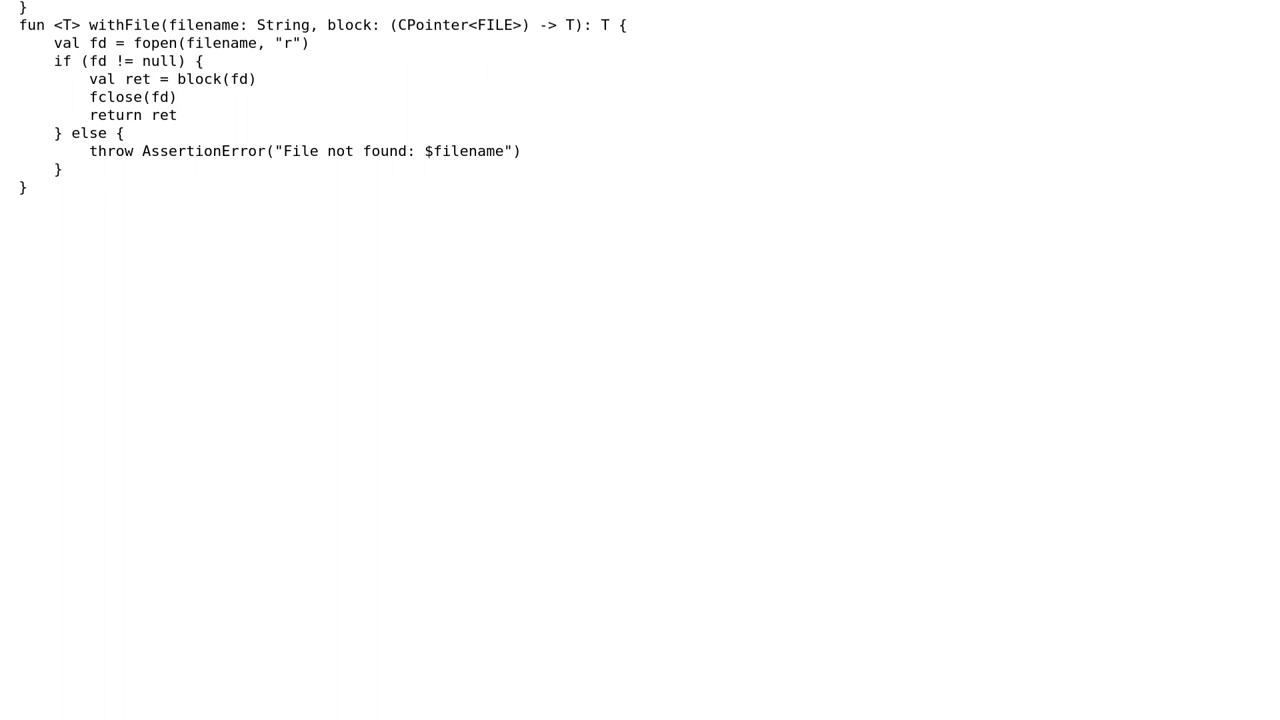 }
fun <T> withFile(filename: String, block: (CPointer<FILE>) -> T): T {
    val fd = fopen(filename, "r")
    if (fd != null) {
        val ret = block(fd)
        fclose(fd)
        return ret
    } else {
        throw AssertionError("File not found: $filename")
    }
}